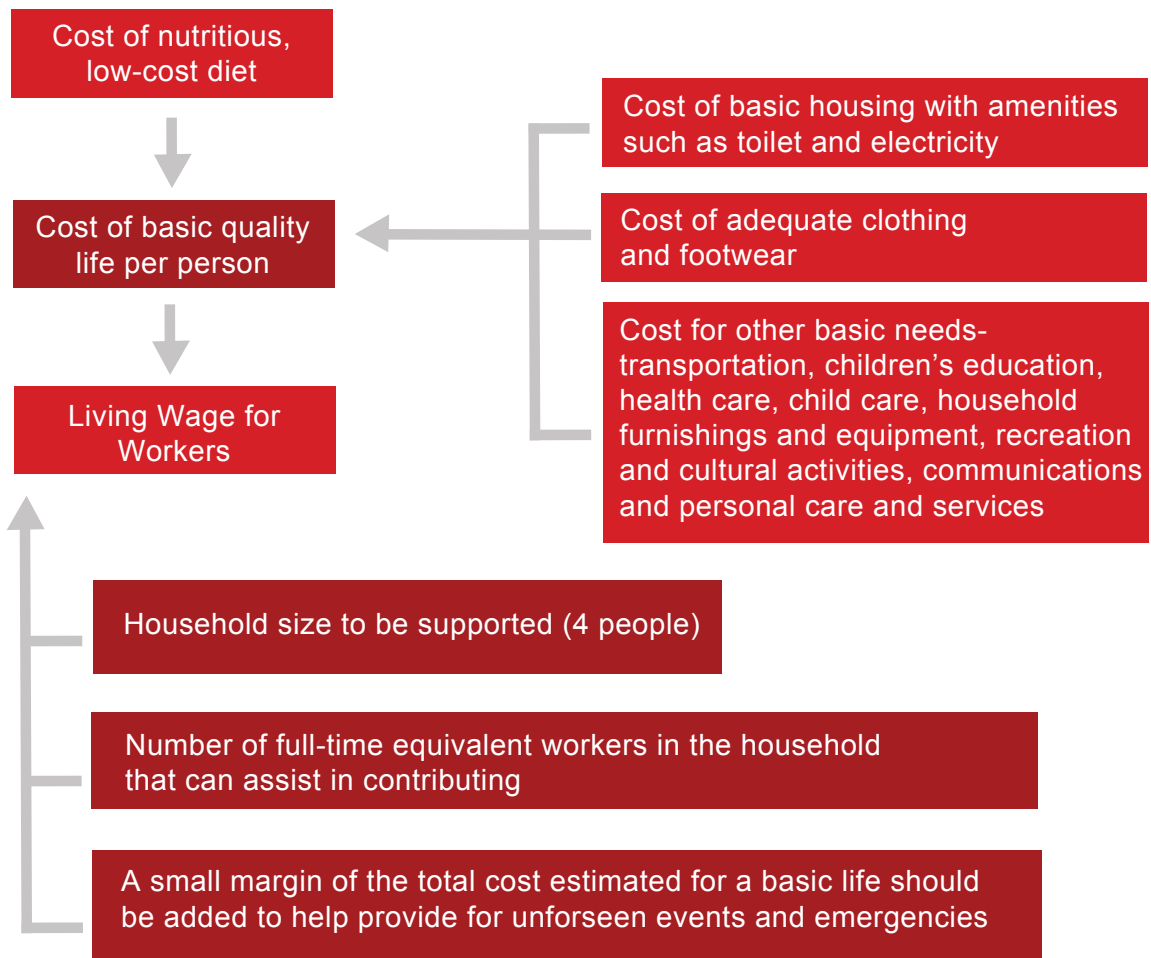 Cost of nutritious,
low-cost diet
Cost of basic quality
life per person
Living Wage for
Workers
Cost of basic housing with amenities
such as toilet and electricity
Cost of adequate clothing
and footwear
Cost for other basic needs-
transportation, children’s education,
health care, child care, household
furnishings and equipment, recreation
and cultural activities, communications
and personal care and services
Household size to be supported (4 people)
Number of full-time equivalent workers in the household
that can assist in contributing
A small margin of the total cost estimated for a basic life should
be added to help provide for unforseen events and emergencies